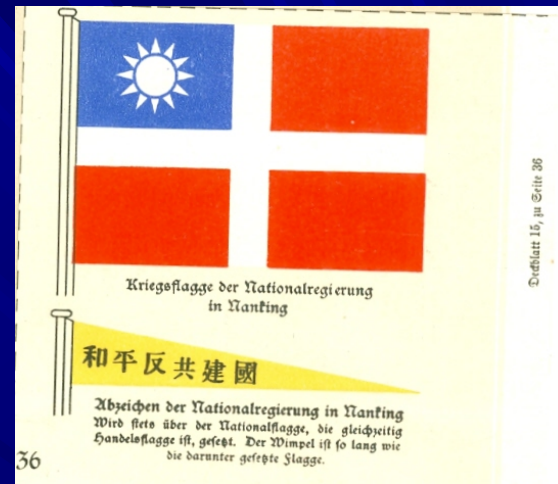 Kriegsflagge der Nationalregierung
in Nanking
和平反共建國
Abzeichen der Nationalregierung in Nanking
Wird stets über der Nationalflagge, die gleichzeitig
Handelsflagge ist, gesetzt. Der Wimpel ist so lang wie
die darunter gesetzte Flagge.
36
Deckblatt 15, zu Seite 36